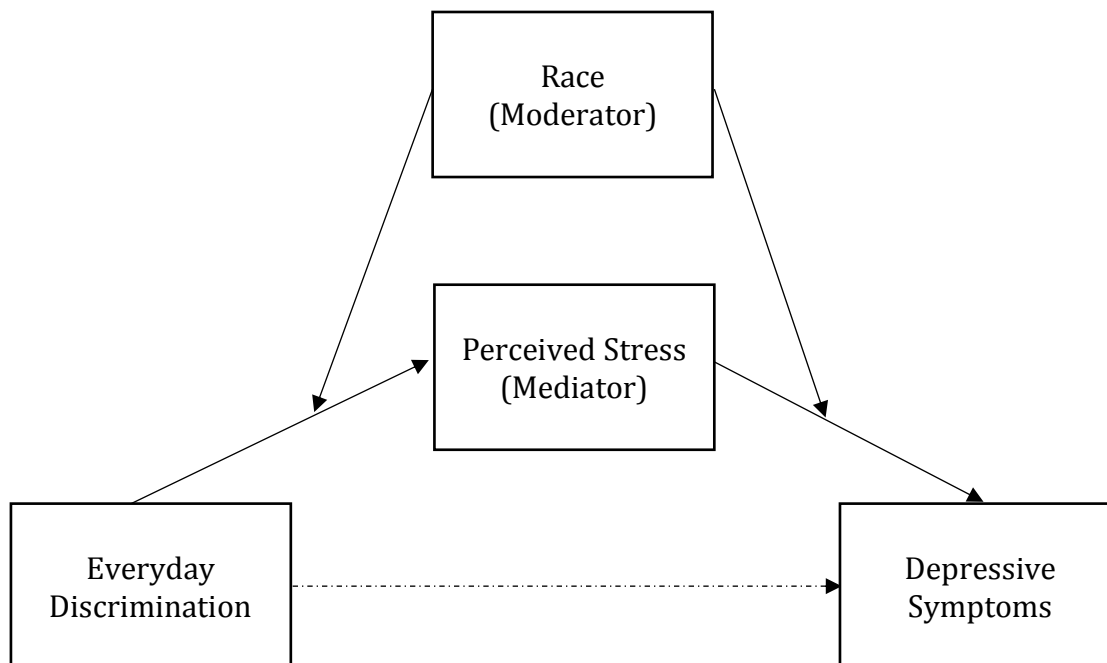 Race
(Moderator)
Perceived Stress
(Mediator)
Everyday
Discrimination
Depressive
Symptoms